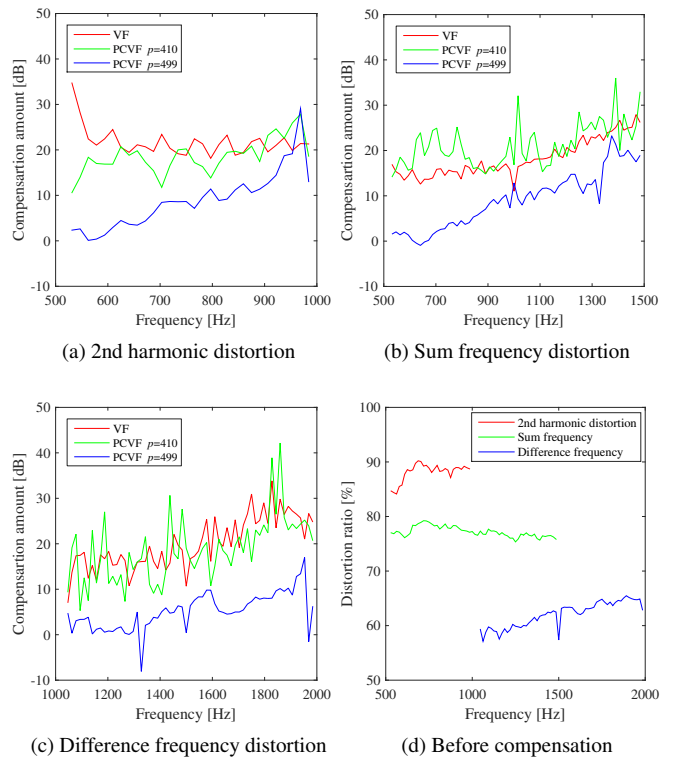 50
40
30
20
10
0
-10
Compensartion amount [dB]
VF
PCVF p=410
PCVF p=499
500 600 700 800 900 1000
Frequency [Hz]
(a) 2nd harmonic distortion
50
40
30
20
10
0
-10
Compensartion amount [dB]
VF
PCVF p=410
PCVF p=499
500 700 900 1100 1300 1500
Frequency [Hz]
(b) Sum frequency distortion
50
40
30
20
10
0
-10
Compensartion amount [dB]
VF
PCVF p=410
PCVF p=499
1000 1200 1400 1600 1800 2000
Frequency [Hz]
(c) Difference frequency distortion
100
90
80
70
60
50
Distortion ratio [%]
2nd harmonic distortion
Sum frequency
Difference frequency
500 1000 1500 2000
Frequency [Hz]
(d) Before compensation